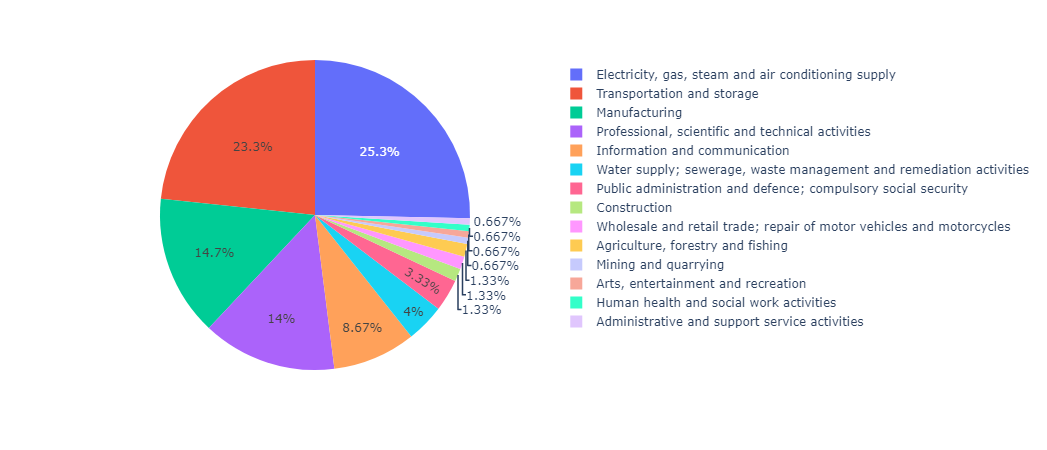 25.3%
23.3%
14.7%
14%
8.67%
4%
3.33%
1.33%
1.33%
1.33%
0.667%
0.667%
0.667%
0.667%
Electricity, gas, steam and air conditioning supply
Transportation and storage
Manufacturing
Professional, scientific and technical activities
Information and communication
Water supply; sewerage, waste management and remediation activities
Public administration and defence; compulsory social security
Construction
Wholesale and retail trade; repair of motor vehicles and motorcycles
Agriculture, forestry and fishing
Mining and quarrying
Arts, entertainment and recreation
Human health and social work activities
Administrative and support service activities